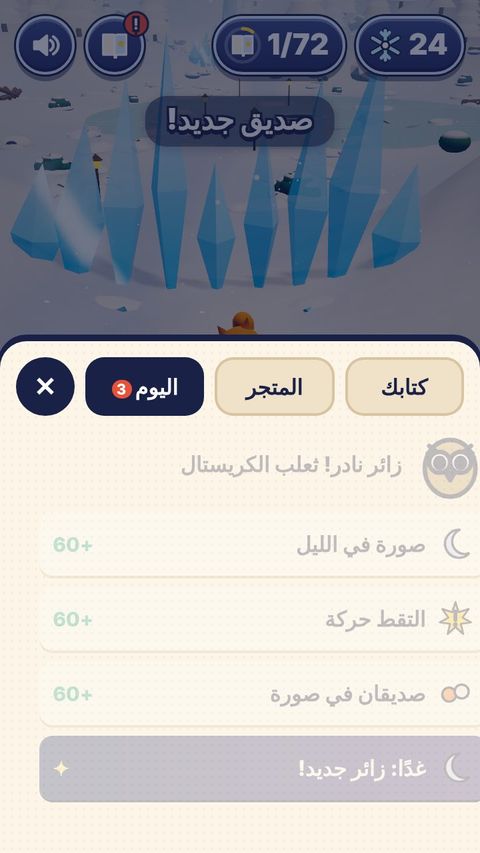 !
1/72
24
صديق جديد!
كتابك
المتجر
اليوم 3
×
زائر نادر! ثعلب الكريستال
صورة في الليل
60+
التقط حركة
60+
صديقان في صورة
60+
غدًا: زائر جديد!